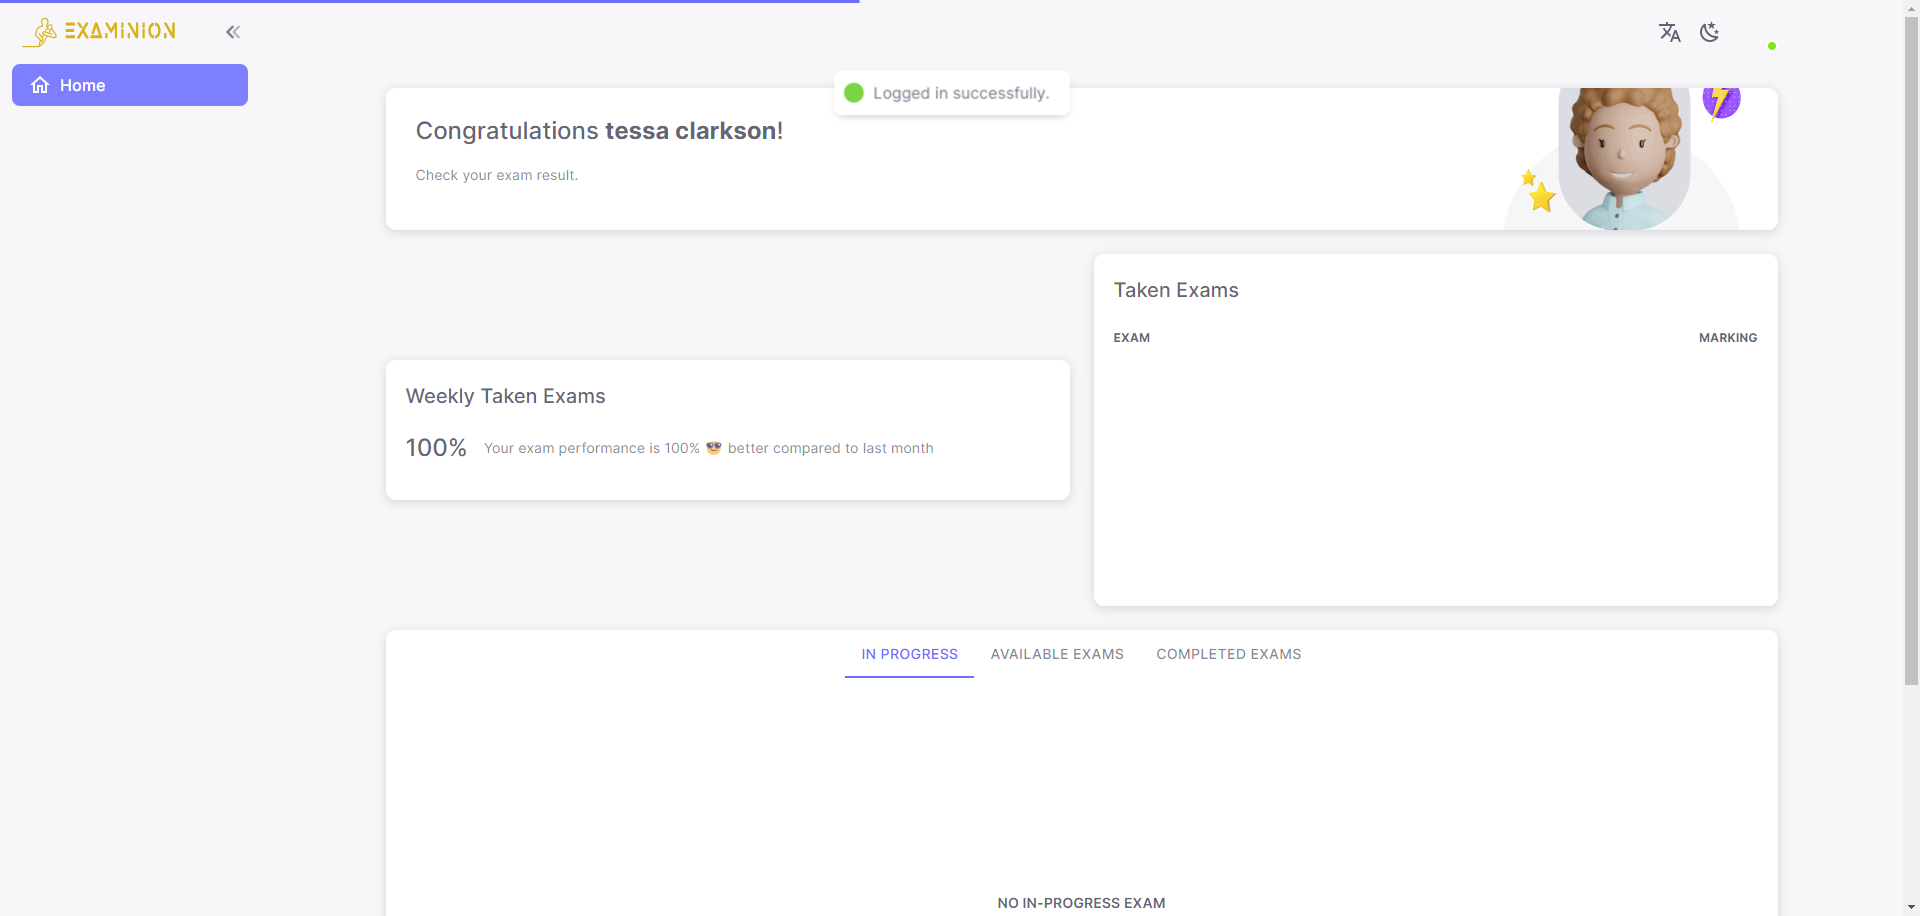 EXAMINION
Home
Logged in successfully.
Congratulations tessa clarkson!
Check your exam result.
Taken Exams
EXAM MARKING
Weekly Taken Exams
100% Your exam performance is 100% 😎 better compared to last month
IN PROGRESS AVAILABLE EXAMS COMPLETED EXAMS
NO IN-PROGRESS EXAM